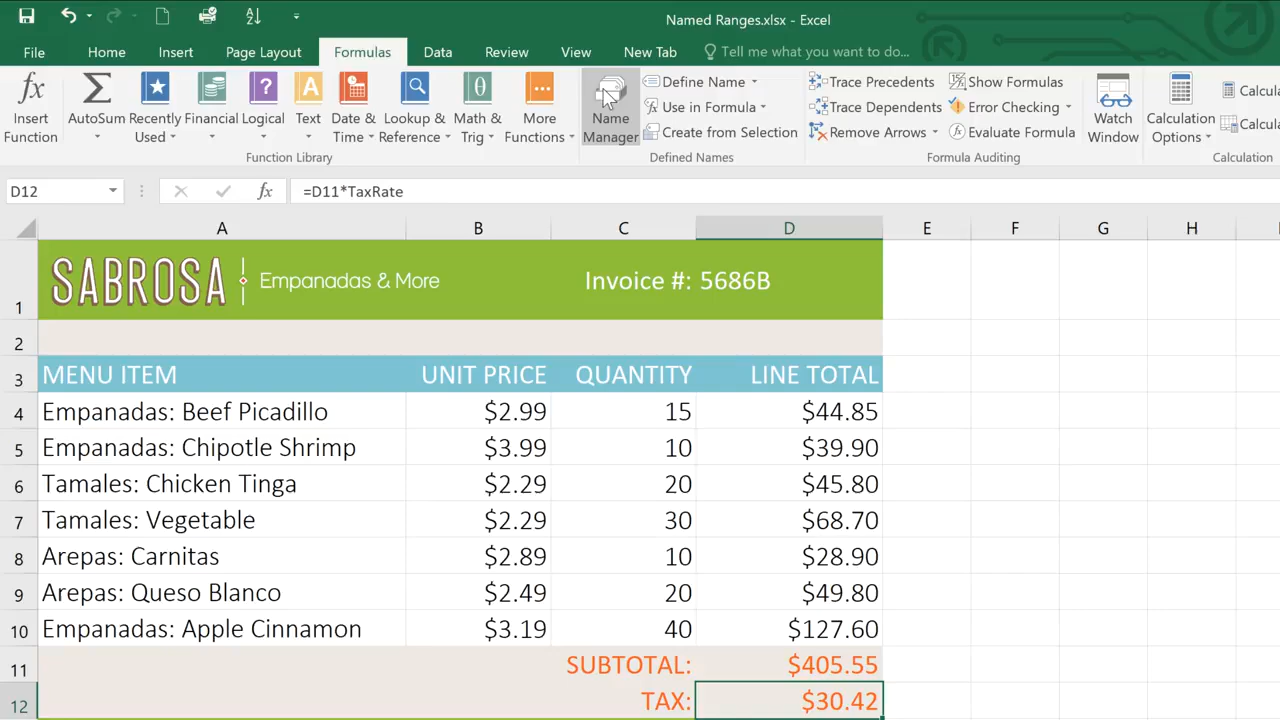 Named Ranges.xlsx - Excel
File Home Insert Page Layout Formulas Data Review View New Tab Tell me what you want to do...
fx Insert Function
Σ AutoSum
Recently Used
Financial
? Logical
A Text
Date & Time
Lookup & Reference
θ Math & Trig
More Functions
Function Library
Name Manager
Define Name
Use in Formula
Create from Selection
Defined Names
Trace Precedents
Trace Dependents
Remove Arrows
Show Formulas
Error Checking
fx Evaluate Formula
Formula Auditing
Watch Window
Calculation Options
Calcula
Calcula
Calculation
D12 fx =D11*TaxRate
A B C D E F G H
1 SABROSA Empanadas & More Invoice #: 5686B
2
3 MENU ITEM UNIT PRICE QUANTITY LINE TOTAL
4 Empanadas: Beef Picadillo $2.99 15 $44.85
5 Empanadas: Chipotle Shrimp $3.99 10 $39.90
6 Tamales: Chicken Tinga $2.29 20 $45.80
7 Tamales: Vegetable $2.29 30 $68.70
8 Arepas: Carnitas $2.89 10 $28.90
9 Arepas: Queso Blanco $2.49 20 $49.80
10 Empanadas: Apple Cinnamon $3.19 40 $127.60
11 SUBTOTAL: $405.55
12 TAX: $30.42